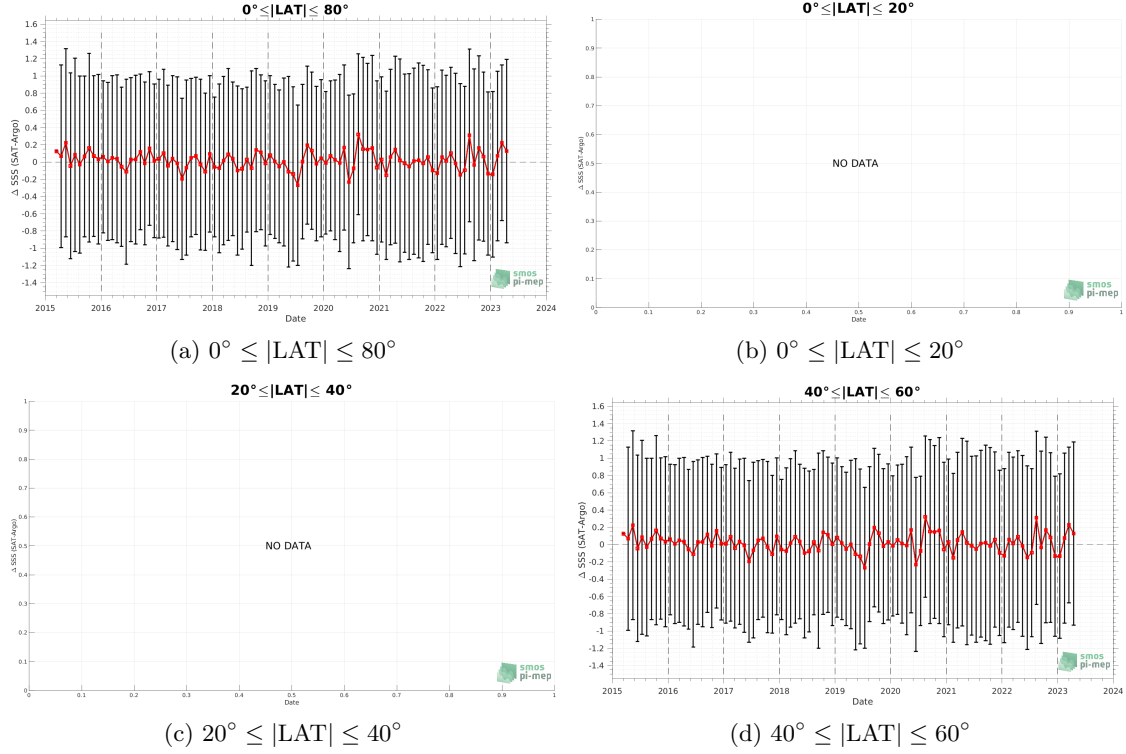 0°≤|LAT|≤ 80°
1.6
1.4
1.2
1
0.8
0.6
0.4
0.2
0
-0.2
-0.4
-0.6
-0.8
-1
-1.2
-1.4
Δ SSS (SAT-Argo)
2015 2016 2017 2018 2019 2020 2021 2022 2023 2024
Date
smos
pi-mep
(a) 0° ≤ |LAT| ≤ 80°
0°≤|LAT|≤ 20°
1
0.9
0.8
0.7
0.6
0.5
0.4
0.3
0.2
0.1
0
Δ SSS (SAT-Argo)
NO DATA
0 0.1 0.2 0.3 0.4 0.5 0.6 0.7 0.8 0.9 1
Date
smos
pi-mep
(b) 0° ≤ |LAT| ≤ 20°
20°≤|LAT|≤ 40°
1
0.9
0.8
0.7
0.6
0.5
0.4
0.3
0.2
0.1
0
Δ SSS (SAT-Argo)
NO DATA
0 0.1 0.2 0.3 0.4 0.5 0.6 0.7 0.8 0.9 1
Date
smos
pi-mep
(c) 20° ≤ |LAT| ≤ 40°
40°≤|LAT|≤ 60°
1.6
1.4
1.2
1
0.8
0.6
0.4
0.2
0
-0.2
-0.4
-0.6
-0.8
-1
-1.2
-1.4
Δ SSS (SAT-Argo)
2015 2016 2017 2018 2019 2020 2021 2022 2023 2024
Date
smos
pi-mep
(d) 40° ≤ |LAT| ≤ 60°